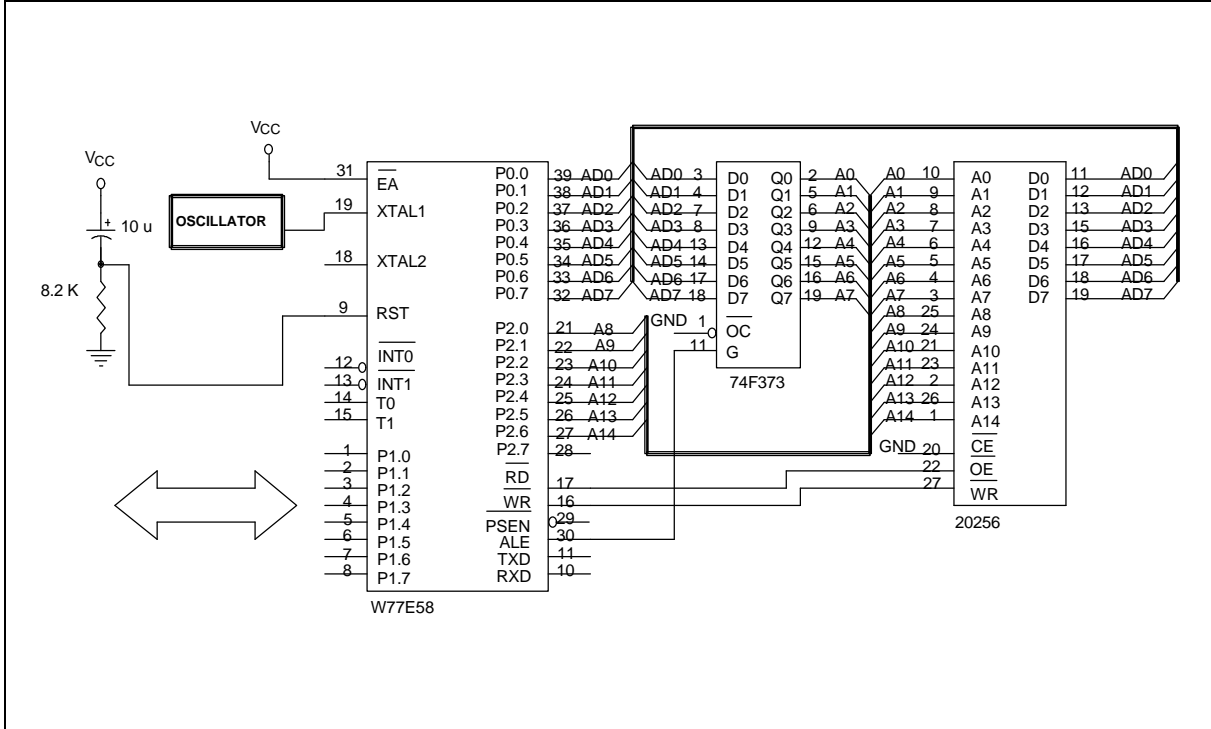 VCC
VCC
10 u
8.2 K
OSCILLATOR
31 EA
19 XTAL1
18 XTAL2
9 RST
12 INT0
13 INT1
14 T0
15 T1
1 P1.0
2 P1.1
3 P1.2
4 P1.3
5 P1.4
6 P1.5
7 P1.6
8 P1.7
P0.0 39 AD0
P0.1 38 AD1
P0.2 37 AD2
P0.3 36 AD3
P0.4 35 AD4
P0.5 34 AD5
P0.6 33 AD6
P0.7 32 AD7
P2.0 21 A8
P2.1 22 A9
P2.2 23 A10
P2.3 24 A11
P2.4 25 A12
P2.5 26 A13
P2.6 27 A14
P2.7 28
RD 17
WR 16
PSEN 29
ALE 30
TXD 11
RXD 10
W77E58
AD0 3 D0 Q0 2 A0
AD1 4 D1 Q1 5 A1
AD2 7 D2 Q2 6 A2
AD3 8 D3 Q3 9 A3
AD4 13 D4 Q4 12 A4
AD5 14 D5 Q5 15 A5
AD6 17 D6 Q6 16 A6
AD7 18 D7 Q7 19 A7
GND 1 OC
11 G
74F373
A0 10 A0 D0 11 AD0
A1 9 A1 D1 12 AD1
A2 8 A2 D2 13 AD2
A3 7 A3 D3 15 AD3
A4 6 A4 D4 16 AD4
A5 5 A5 D5 17 AD5
A6 4 A6 D6 18 AD6
A7 3 A7 D7 19 AD7
A8 25 A8
A9 24 A9
A10 21 A10
A11 23 A11
A12 2 A12
A13 26 A13
A14 1 A14
GND 20 CE
22 OE
27 WR
20256